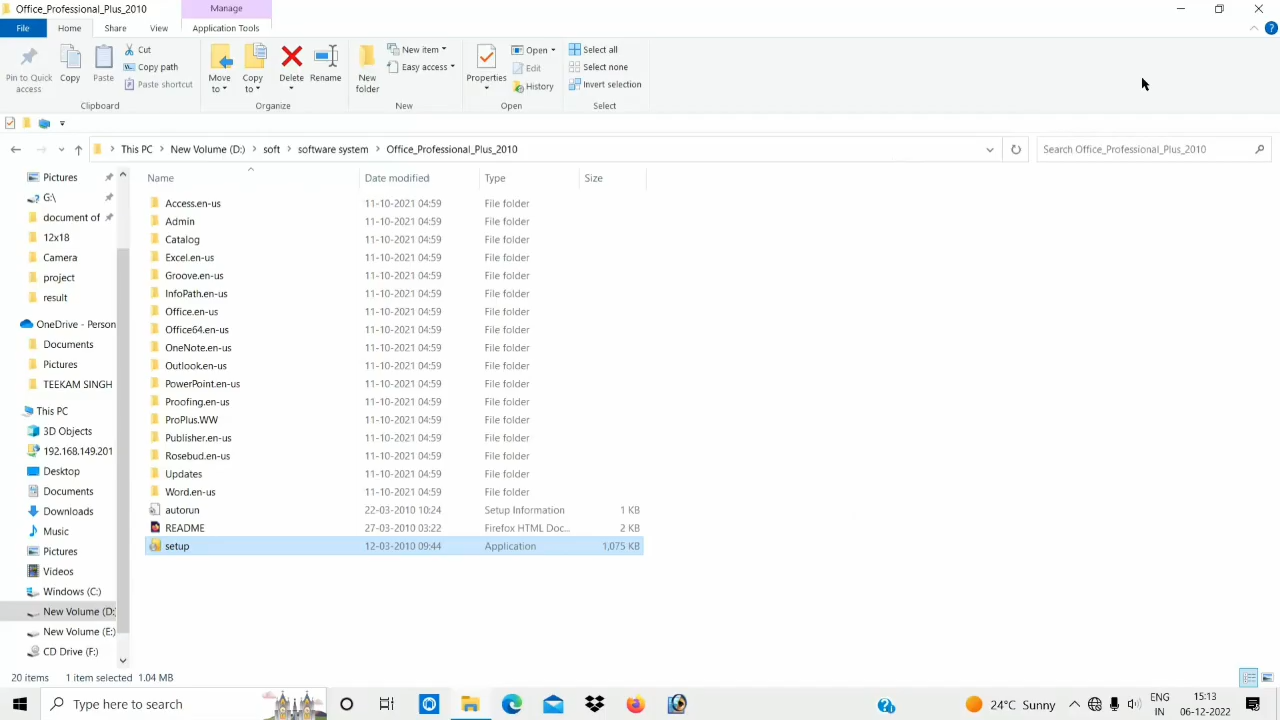 Office_Professional_Plus_2010
Manage
File Home Share View Application Tools
Pin to Quick access
Copy
Paste
Cut
Copy path
Paste shortcut
Clipboard
Move to
Copy to
Delete
Rename
Organize
New folder
New item
Easy access
New
Properties
Open
Edit
History
Open
Select all
Select none
Invert selection
Select
This PC > New Volume (D:) > soft > software system > Office_Professional_Plus_2010
Search Office_Professional_Plus_2010
Pictures
G:\
document of
12x18
Camera
project
result
OneDrive - Person
Documents
Pictures
TEEKAM SINGH
This PC
3D Objects
192.168.149.201
Desktop
Documents
Downloads
Music
Pictures
Videos
Windows (C:)
New Volume (D:
New Volume (E:)
CD Drive (F:)
Name Date modified Type Size
Access.en-us 11-10-2021 04:59 File folder
Admin 11-10-2021 04:59 File folder
Catalog 11-10-2021 04:59 File folder
Excel.en-us 11-10-2021 04:59 File folder
Groove.en-us 11-10-2021 04:59 File folder
InfoPath.en-us 11-10-2021 04:59 File folder
Office.en-us 11-10-2021 04:59 File folder
Office64.en-us 11-10-2021 04:59 File folder
OneNote.en-us 11-10-2021 04:59 File folder
Outlook.en-us 11-10-2021 04:59 File folder
PowerPoint.en-us 11-10-2021 04:59 File folder
Proofing.en-us 11-10-2021 04:59 File folder
ProPlus.WW 11-10-2021 04:59 File folder
Publisher.en-us 11-10-2021 04:59 File folder
Rosebud.en-us 11-10-2021 04:59 File folder
Updates 11-10-2021 04:59 File folder
Word.en-us 11-10-2021 04:59 File folder
autorun 22-03-2010 10:24 Setup Information 1 KB
README 27-03-2010 03:22 Firefox HTML Doc... 2 KB
setup 12-03-2010 09:44 Application 1,075 KB
20 items 1 item selected 1.04 MB
Type here to search
24°C Sunny
ENG
IN
15:13
06-12-2022